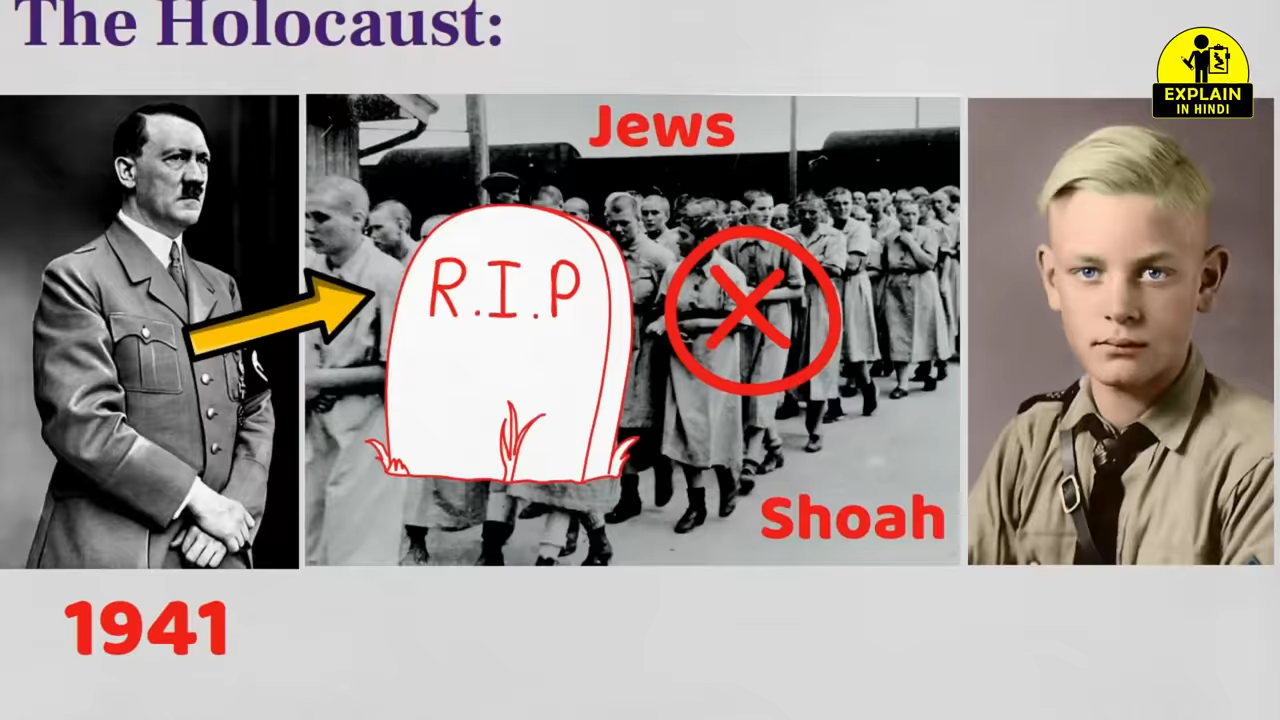 The Holocaust:
EXPLAIN
IN HINDI
Jews
R.I.P
Shoah
1941